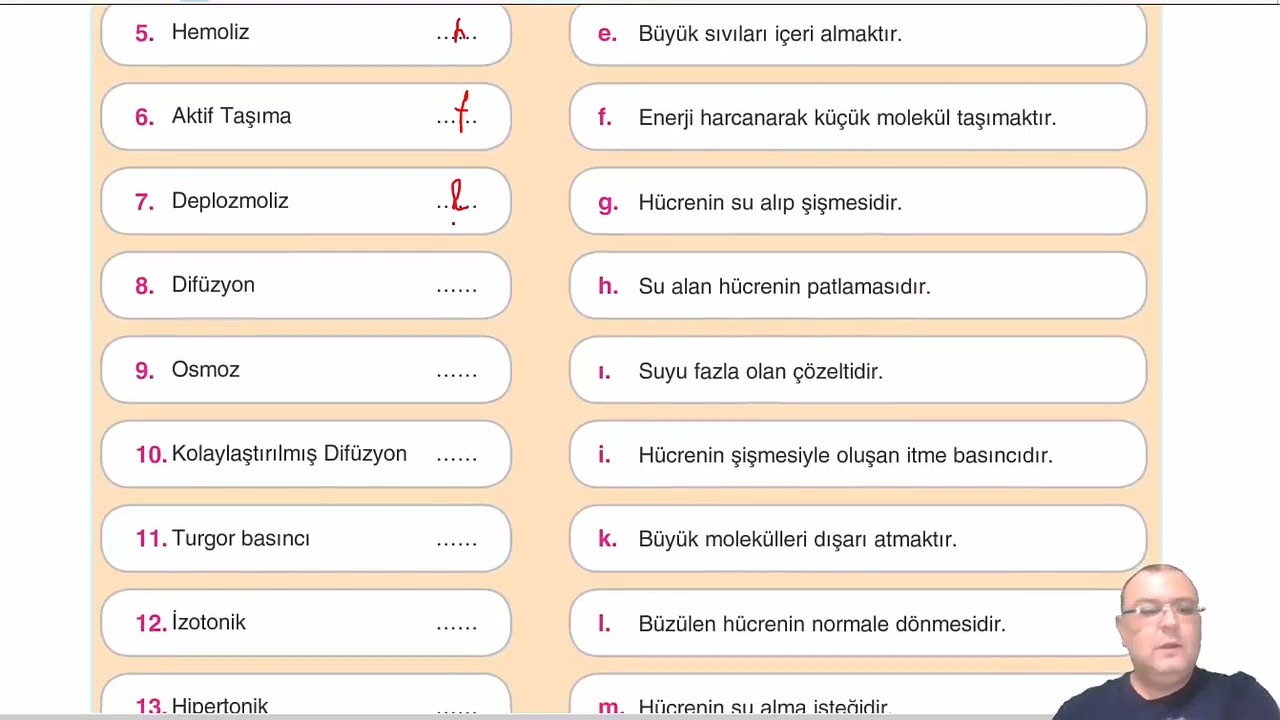 5. Hemoliz ...... h
e. Büyük sıvıları içeri almaktır.
6. Aktif Taşıma ...... f
f. Enerji harcanarak küçük molekül taşımaktır.
7. Deplozmoliz ...... l
g. Hücrenin su alıp şişmesidir.
8. Difüzyon ......
h. Su alan hücrenin patlamasıdır.
9. Osmoz ......
ı. Suyu fazla olan çözeltidir.
10. Kolaylaştırılmış Difüzyon ......
i. Hücrenin şişmesiyle oluşan itme basıncıdır.
11. Turgor basıncı ......
k. Büyük molekülleri dışarı atmaktır.
12. İzotonik ......
l. Büzülen hücrenin normale dönmesidir.
13. Hipertonik ......
m. Hücrenin su alma isteğidir.